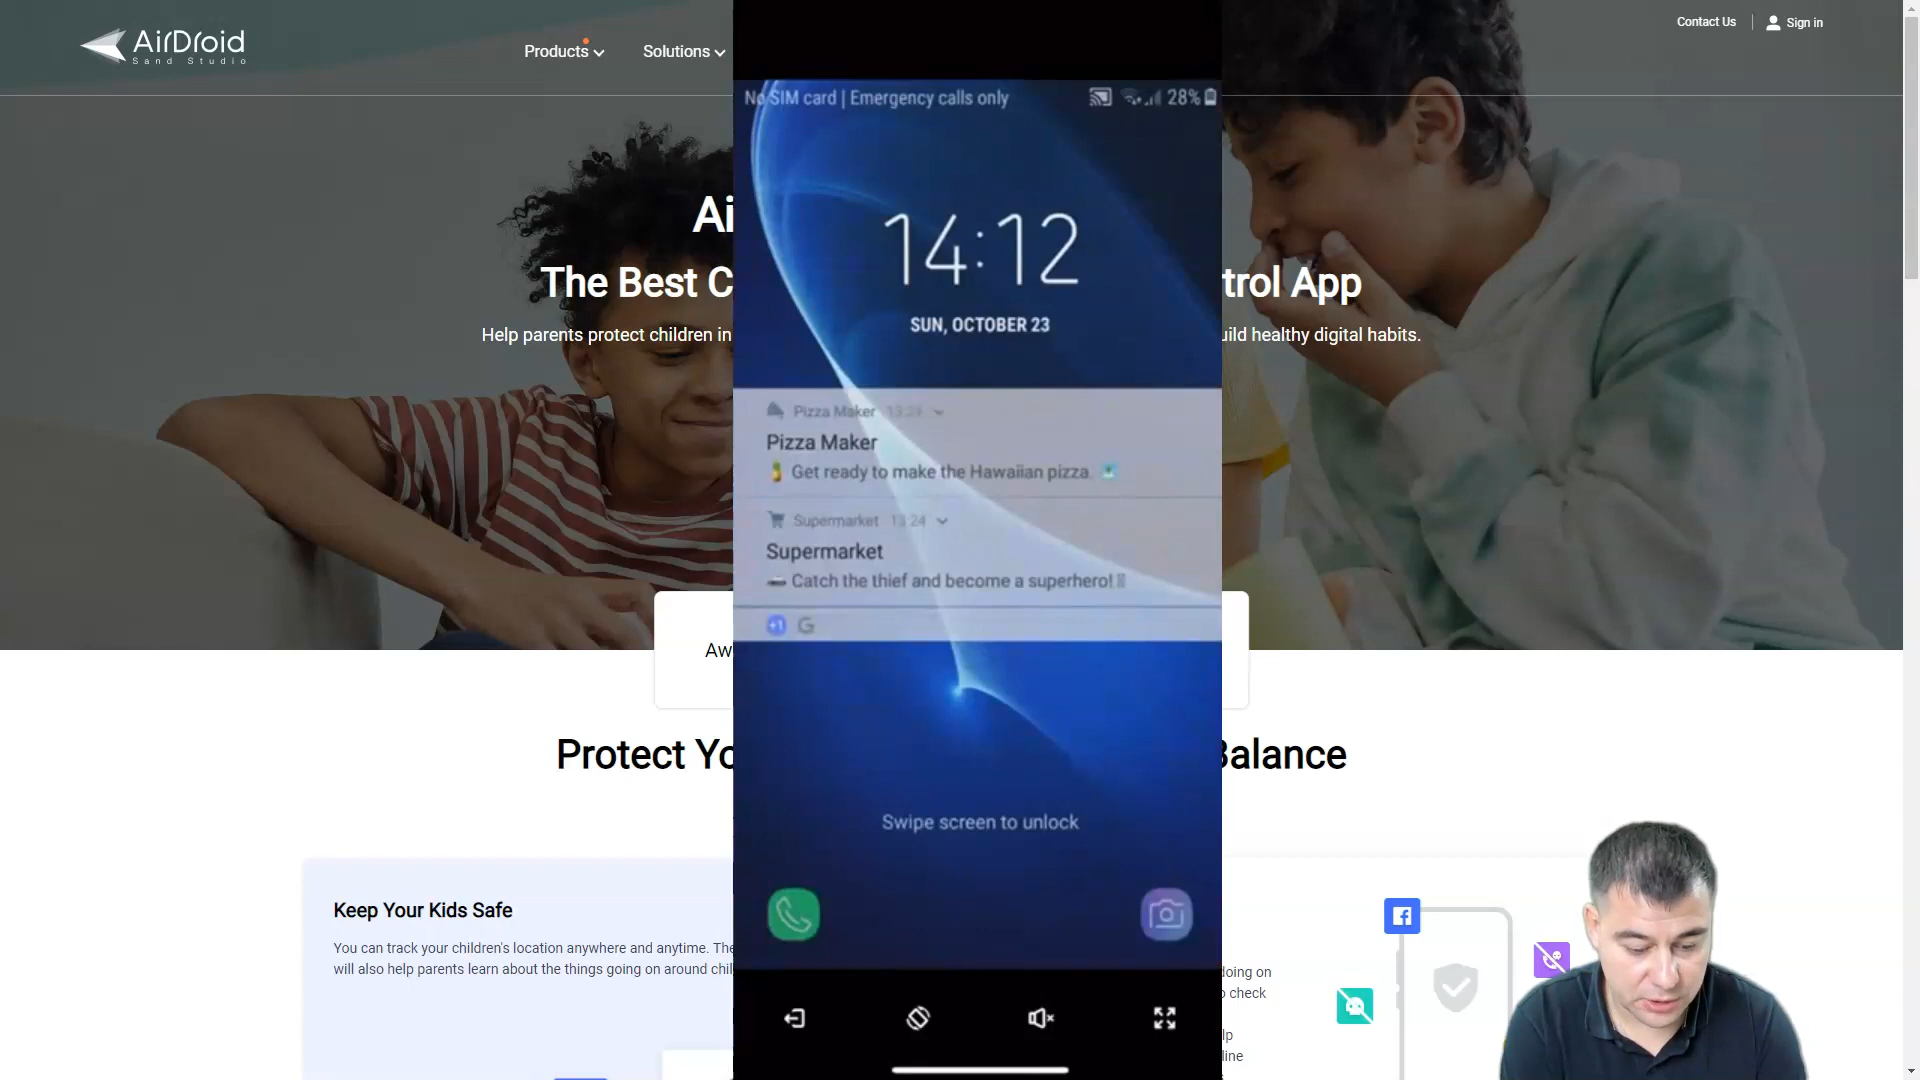 AirDroid
Sand Studio
Products
Solutions
Contact Us
Sign in
No SIM card | Emergency calls only
28%
14:12
SUN, OCTOBER 23
Ai
The Best C
trol App
Help parents protect children in
uild healthy digital habits.
Pizza Maker
Pizza Maker
Get ready to make the Hawaiian pizza.
Supermarket 13:24
Supermarket
Catch the thief and become a superhero!
+1 G
Aw
Protect Yo
Balance
Swipe screen to unlock
Keep Your Kids Safe
You can track your children's location anywhere and anytime. The
will also help parents learn about the things going on around chil
doing on
o check
lp
line